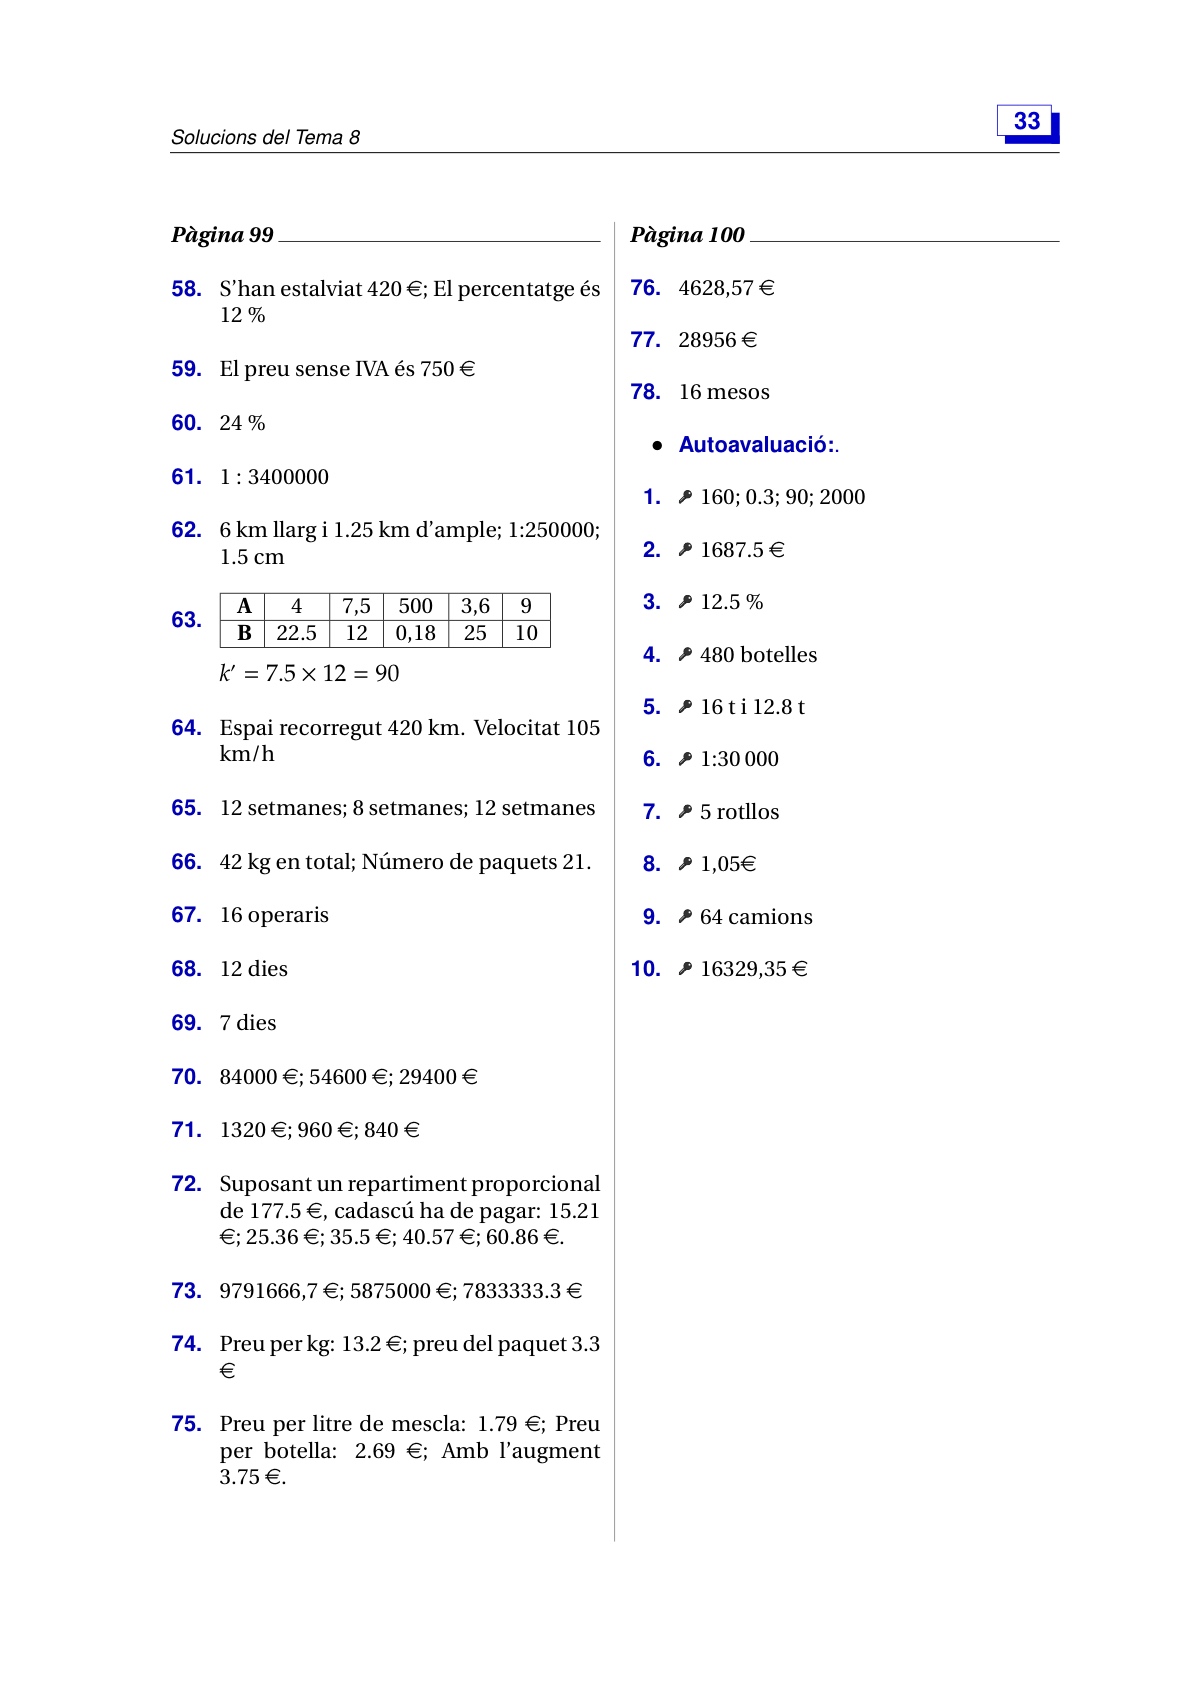 Solucions del Tema 8
33
Pàgina 99
58. S'han estalviat 420 €; El percentatge és
12 %
59. El preu sense IVA és 750 €
60. 24 %
61. 1 : 3400000
62. 6 km llarg i 1.25 km d'ample; 1:250000;
1.5 cm
63.
A 4 7,5 500 3,6 9
B 22.5 12 0,18 25 10
k′ = 7.5 × 12 = 90
64. Espai recorregut 420 km. Velocitat 105
km/h
65. 12 setmanes; 8 setmanes; 12 setmanes
66. 42 kg en total; Número de paquets 21.
67. 16 operaris
68. 12 dies
69. 7 dies
70. 84000 €; 54600 €; 29400 €
71. 1320 €; 960 €; 840 €
72. Suposant un repartiment proporcional
de 177.5 €, cadascú ha de pagar: 15.21
€; 25.36 €; 35.5 €; 40.57 €; 60.86 €.
73. 9791666,7 €; 5875000 €; 7833333.3 €
74. Preu per kg: 13.2 €; preu del paquet 3.3
€
75. Preu per litre de mescla: 1.79 €; Preu
per botella: 2.69 €; Amb l'augment
3.75 €.
Pàgina 100
76. 4628,57 €
77. 28956 €
78. 16 mesos
• Autoavaluació:.
1. 160; 0.3; 90; 2000
2. 1687.5 €
3. 12.5 %
4. 480 botelles
5. 16 t i 12.8 t
6. 1:30 000
7. 5 rotllos
8. 1,05€
9. 64 camions
10. 16329,35 €